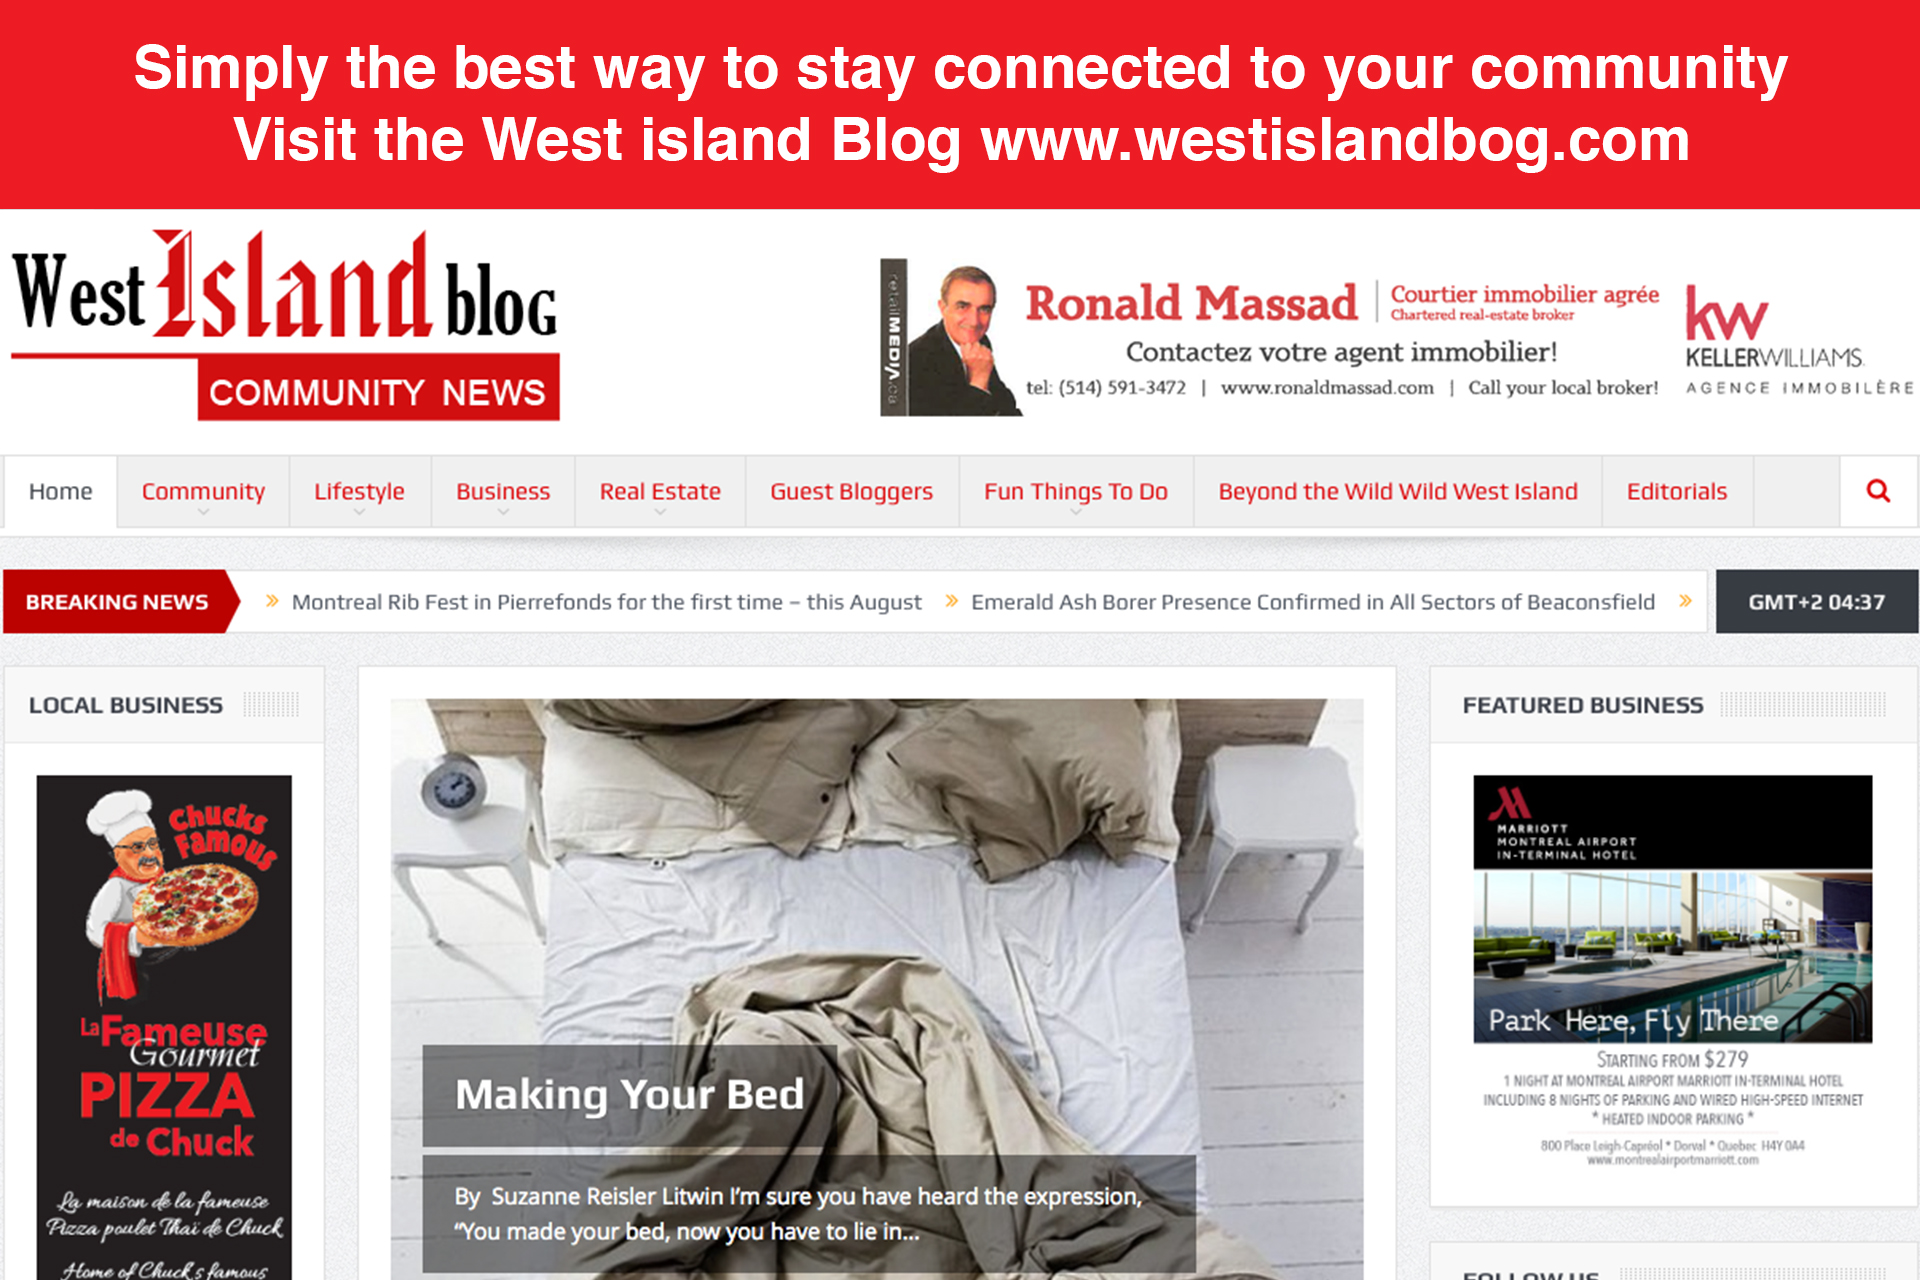 Simply the best way to stay connected to your community
Visit the West island Blog www.westislandbog.com
West Island blog
COMMUNITY NEWS
retailMEDIA.ca
Ronald Massad
Courtier immobilier agrée
Chartered real-estate broker
Contactez votre agent immobilier!
tel: (514) 591-3472 | www.ronaldmassad.com | Call your local broker!
kw
KELLERWILLIAMS.
AGENCE IMMOBILÈRE
Home Community Lifestyle Business Real Estate Guest Bloggers Fun Things To Do Beyond the Wild Wild West Island Editorials
BREAKING NEWS
» Montreal Rib Fest in Pierrefonds for the first time – this August » Emerald Ash Borer Presence Confirmed in All Sectors of Beaconsfield »
GMT+2 04:37
LOCAL BUSINESS
Chucks
Famous
La Fameuse
Gourmet
PIZZA
de Chuck
La maison de la fameuse
Pizza poulet Thaï de Chuck
Home of Chuck's famous
Making Your Bed
By Suzanne Reisler Litwin I'm sure you have heard the expression,
“You made your bed, now you have to lie in...
FEATURED BUSINESS
MARRIOTT
MONTREAL AIRPORT
IN-TERMINAL HOTEL
Park Here, Fly There
STARTING FROM $279
1 NIGHT AT MONTREAL AIRPORT MARRIOTT IN-TERMINAL HOTEL
INCLUDING 8 NIGHTS OF PARKING AND WIRED HIGH-SPEED INTERNET
* HEATED INDOOR PARKING *
800 Place Leigh-Capréol * Dorval * Quebec H4Y 0A4
www.montrealairportmarriott.com
FOLLOW US